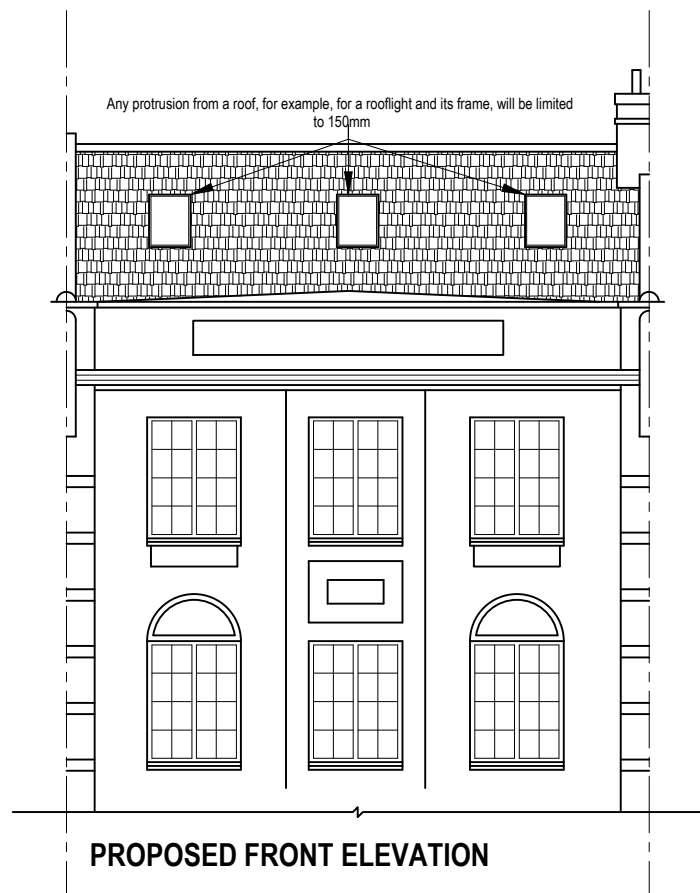 Any protrusion from a roof, for example, for a rooflight and its frame, will be limited
to 150mm
PROPOSED FRONT ELEVATION